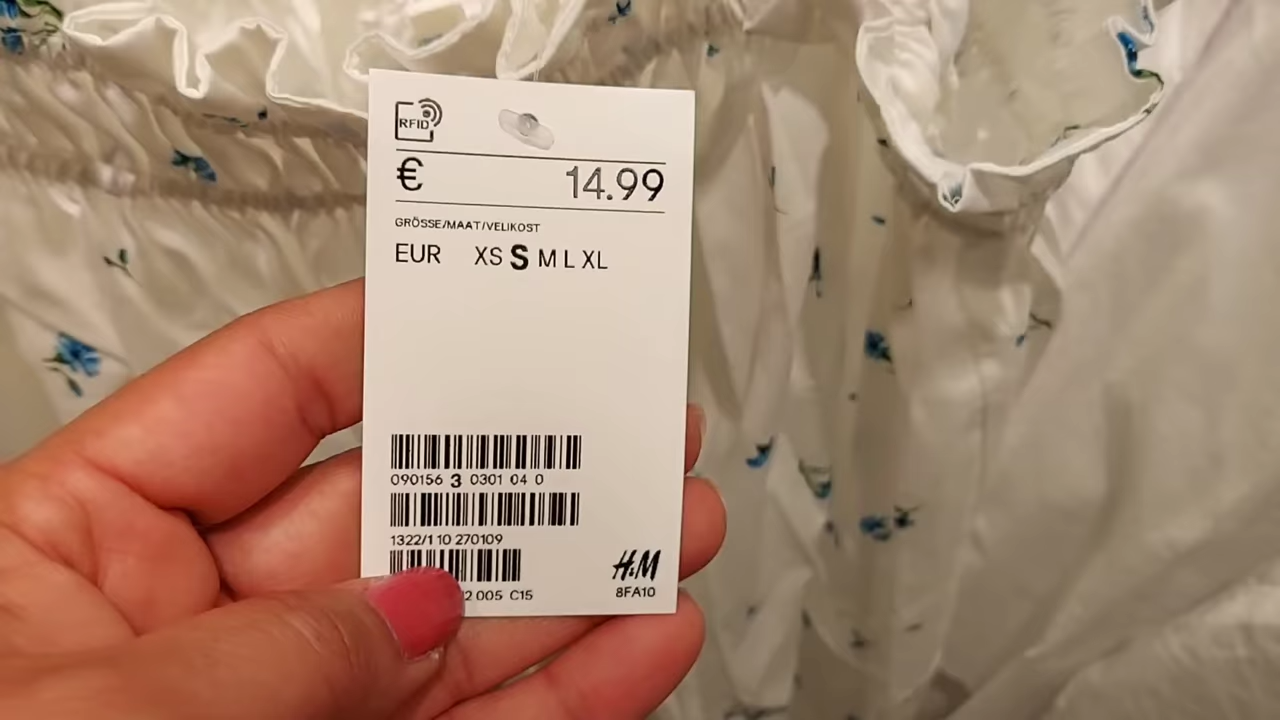 RFID
€ 14.99
GRÖSSE/MAAT/VELIKOST
EUR XS S M L XL
090156 3 0301 04 0
1322/1 10 270109
2 005 C15
H&M
8FA10